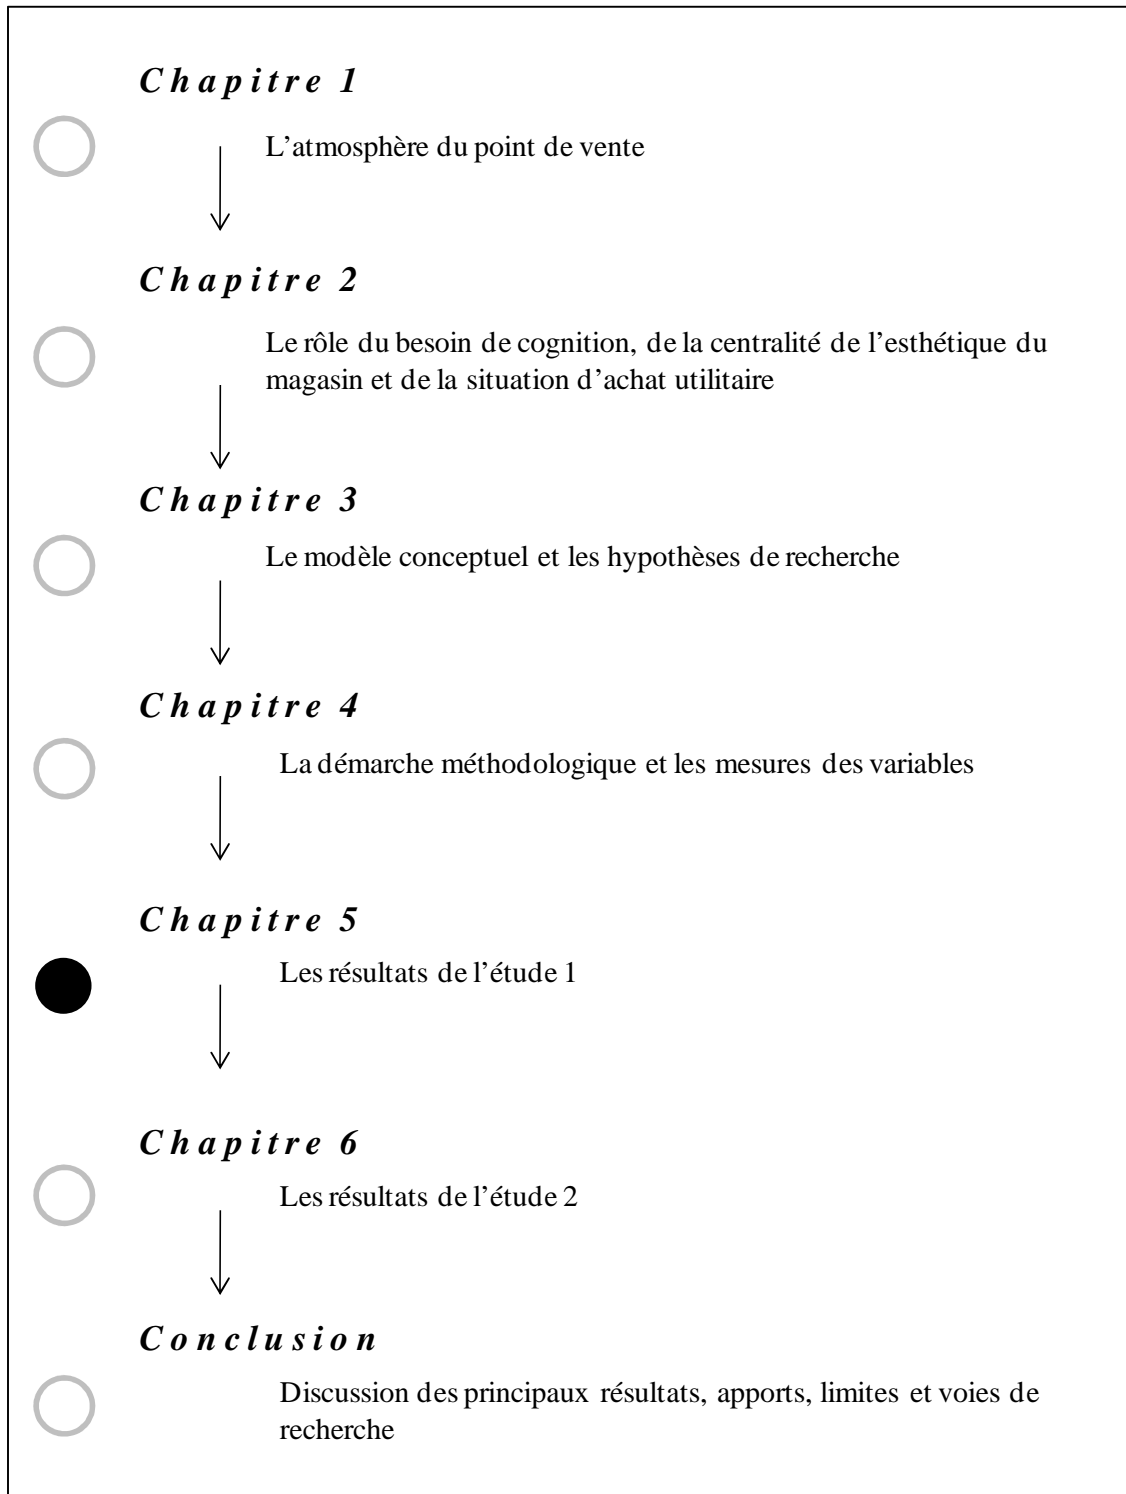 Chapitre 1
L'atmosphère du point de vente
Chapitre 2
Le rôle du besoin de cognition, de la centralité de l'esthétique du
magasin et de la situation d'achat utilitaire
Chapitre 3
Le modèle conceptuel et les hypothèses de recherche
Chapitre 4
La démarche méthodologique et les mesures des variables
Chapitre 5
Les résultats de l'étude 1
Chapitre 6
Les résultats de l'étude 2
Conclusion
Discussion des principaux résultats, apports, limites et voies de
recherche